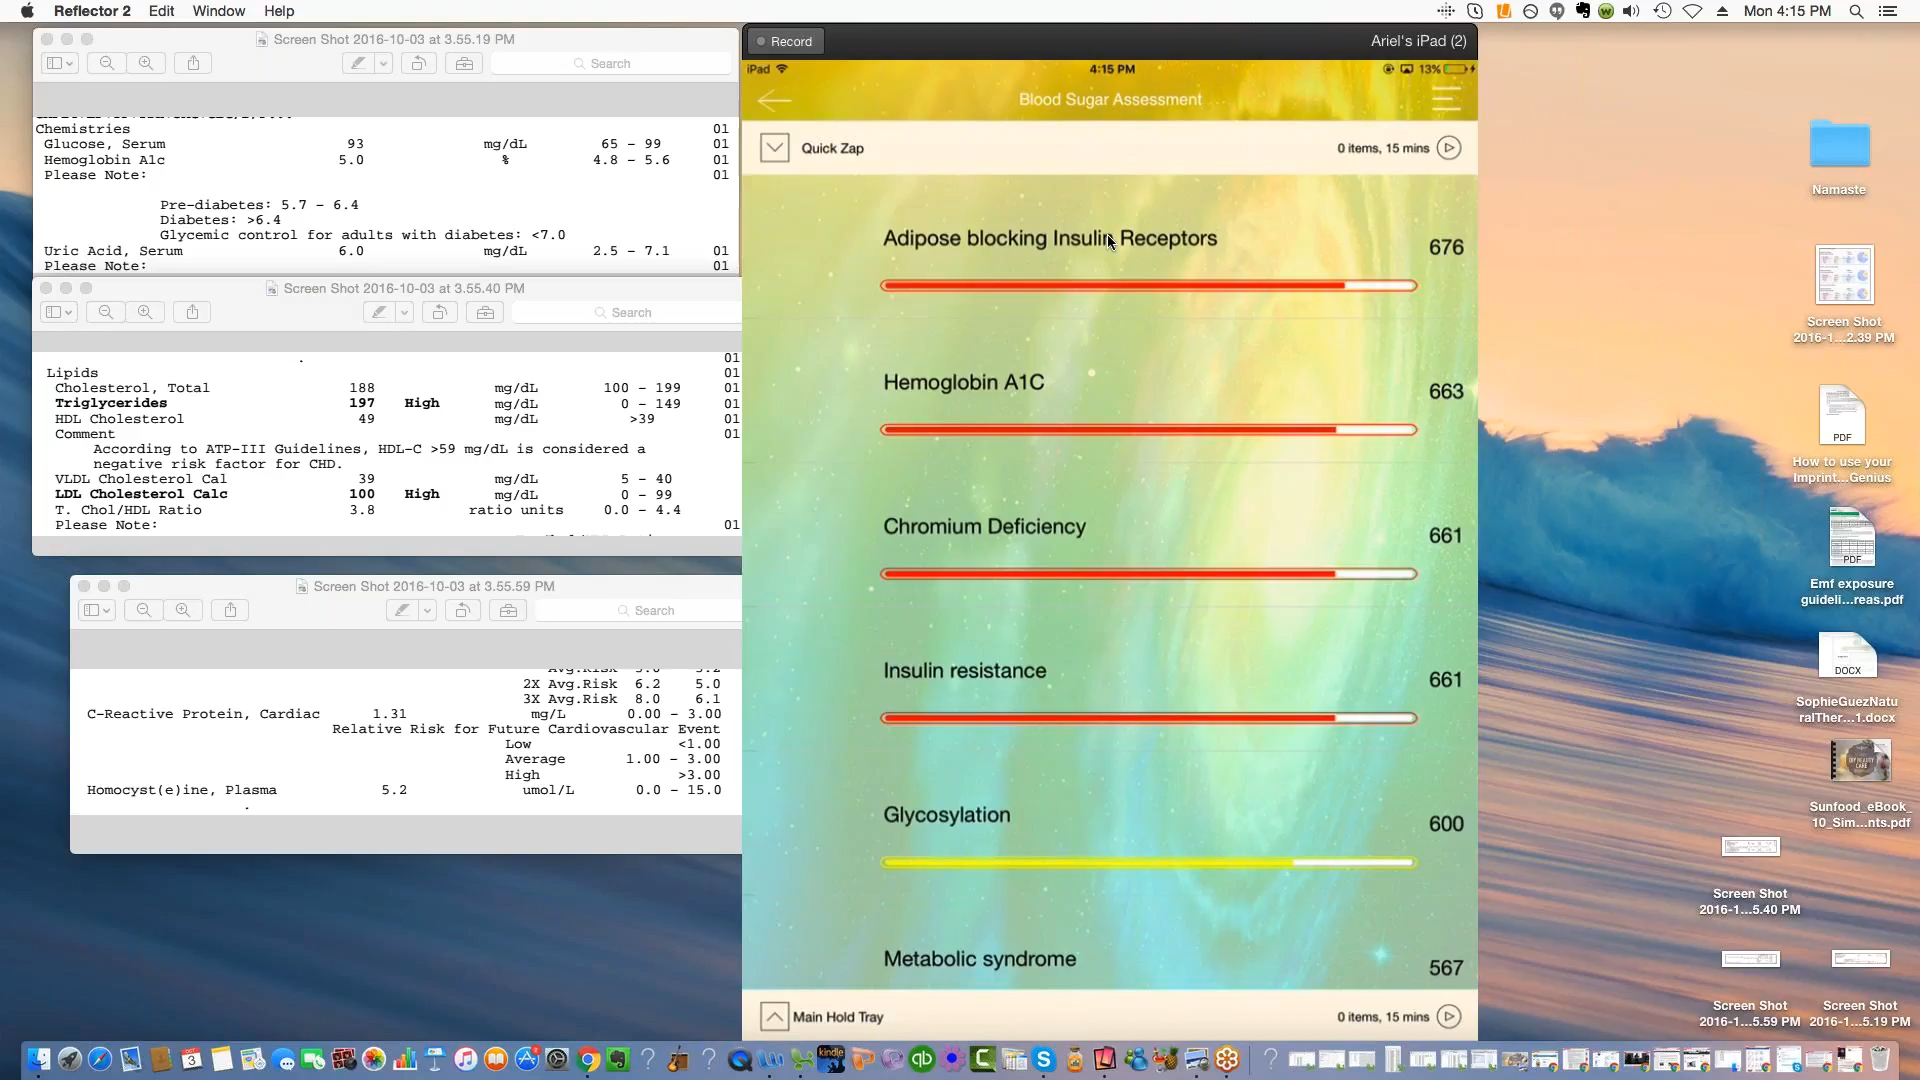 Reflector 2 Edit Window Help
Mon 4:15 PM
Screen Shot 2016-10-03 at 3.55.19 PM
Search
Chemistries 01
Glucose, Serum 93 mg/dL 65 - 99 01
Hemoglobin A1c 5.0 % 4.8 - 5.6 01
Please Note: 01
Pre-diabetes: 5.7 - 6.4
Diabetes: >6.4
Glycemic control for adults with diabetes: <7.0
Uric Acid, Serum 6.0 mg/dL 2.5 - 7.1 01
Please Note: 01
Screen Shot 2016-10-03 at 3.55.40 PM
Search
01
Lipids 01
Cholesterol, Total 188 mg/dL 100 - 199 01
Triglycerides 197 High mg/dL 0 - 149 01
HDL Cholesterol 49 mg/dL >39 01
Comment 01
According to ATP-III Guidelines, HDL-C >59 mg/dL is considered a
negative risk factor for CHD.
VLDL Cholesterol Cal 39 mg/dL 5 - 40
LDL Cholesterol Calc 100 High mg/dL 0 - 99
T. Chol/HDL Ratio 3.8 ratio units 0.0 - 4.4
Please Note: 01
Screen Shot 2016-10-03 at 3.55.59 PM
Search
2X Avg.Risk 6.2 5.0
3X Avg.Risk 8.0 6.1
C-Reactive Protein, Cardiac 1.31 mg/L 0.00 - 3.00
Relative Risk for Future Cardiovascular Event
Low <1.00
Average 1.00 - 3.00
High >3.00
Homocyst(e)ine, Plasma 5.2 umol/L 0.0 - 15.0
Record Ariel's iPad (2)
iPad 4:15 PM 13%
Blood Sugar Assessment
Quick Zap 0 items, 15 mins
Adipose blocking Insulin Receptors 676
Hemoglobin A1C 663
Chromium Deficiency 661
Insulin resistance 661
Glycosylation 600
Metabolic syndrome 567
Main Hold Tray 0 items, 15 mins
Namaste
Screen Shot
2016-1...2.39 PM
PDF
How to use your
Imprint...Genius
PDF
Emf exposure
guideli...reas.pdf
DOCX
SophieGuezNatu
ralTher...1.docx
Sunfood_eBook_
10_Sim...nts.pdf
Screen Shot
2016-1...5.40 PM
Screen Shot
2016-1...5.59 PM
Screen Shot
2016-1...5.19 PM